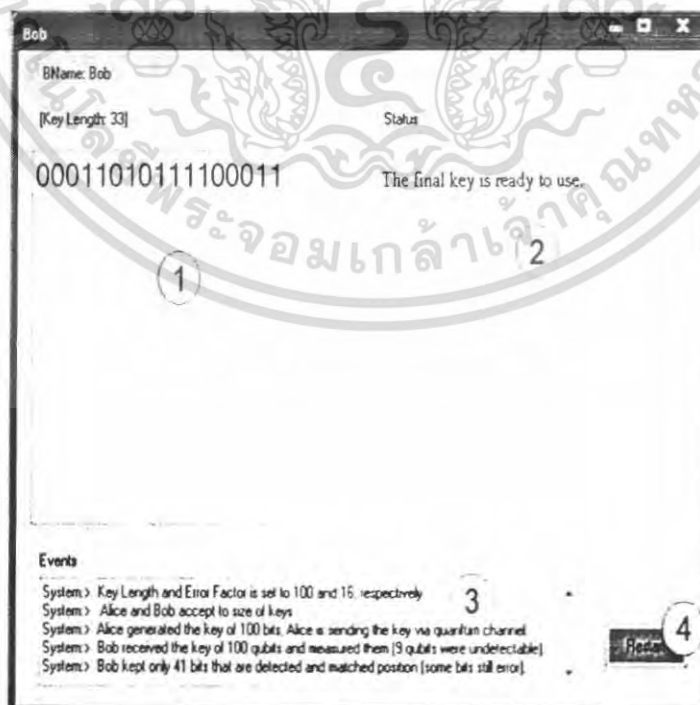 Bob
BName: Bob
[Key Length: 33]
Status
00011010111100011
The final key is ready to use.
1
2
Events
System:> Key Length and Error Factor is set to 100 and 16, respectively
3
System:> Alice and Bob accept to size of keys
System:> Alice generated the key of 100 bits, Alice is sending the key via quantum channel
4
System:> Bob received the key of 100 qubits and measured them [9 qubits were undetectable].
System:> Bob kept only 41 bits that are detected and matched position [some bits still error].